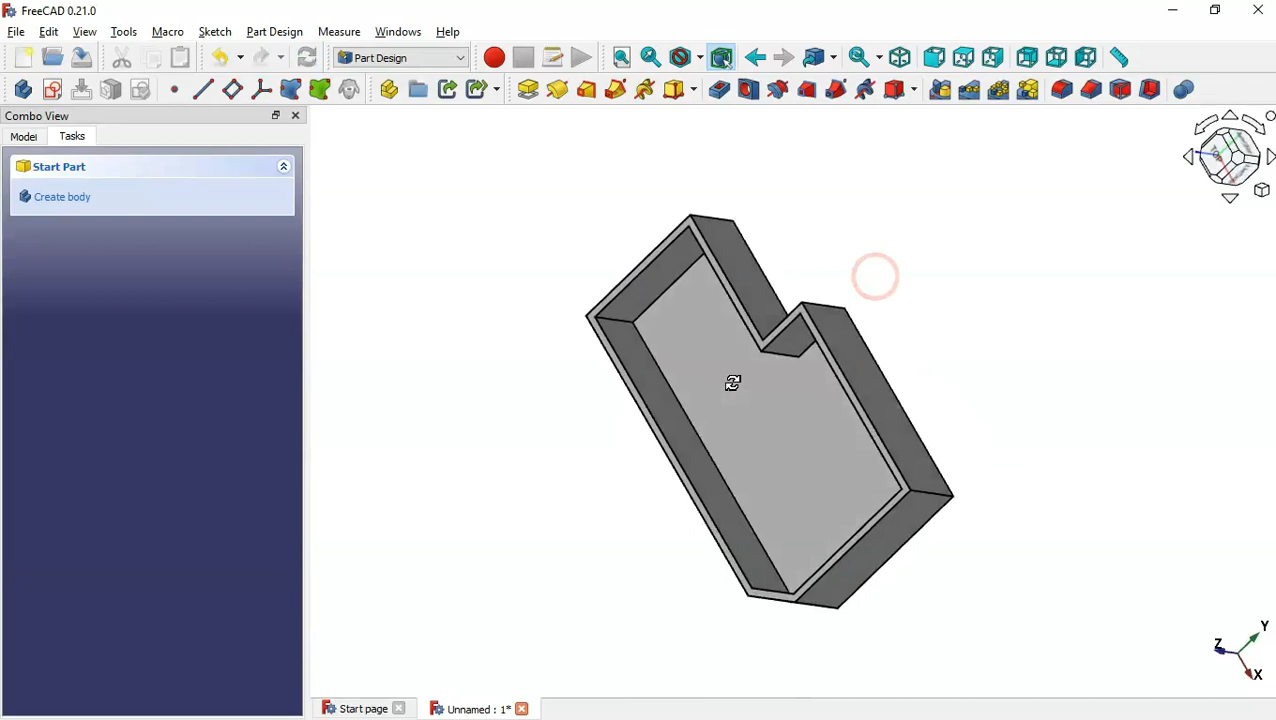 FreeCAD 0.21.0
File Edit View Tools Macro Sketch Part Design Measure Windows Help
Part Design
Combo View
Model Tasks
Start Part
Create body
Y
Z
X
Start page
Unnamed : 1*